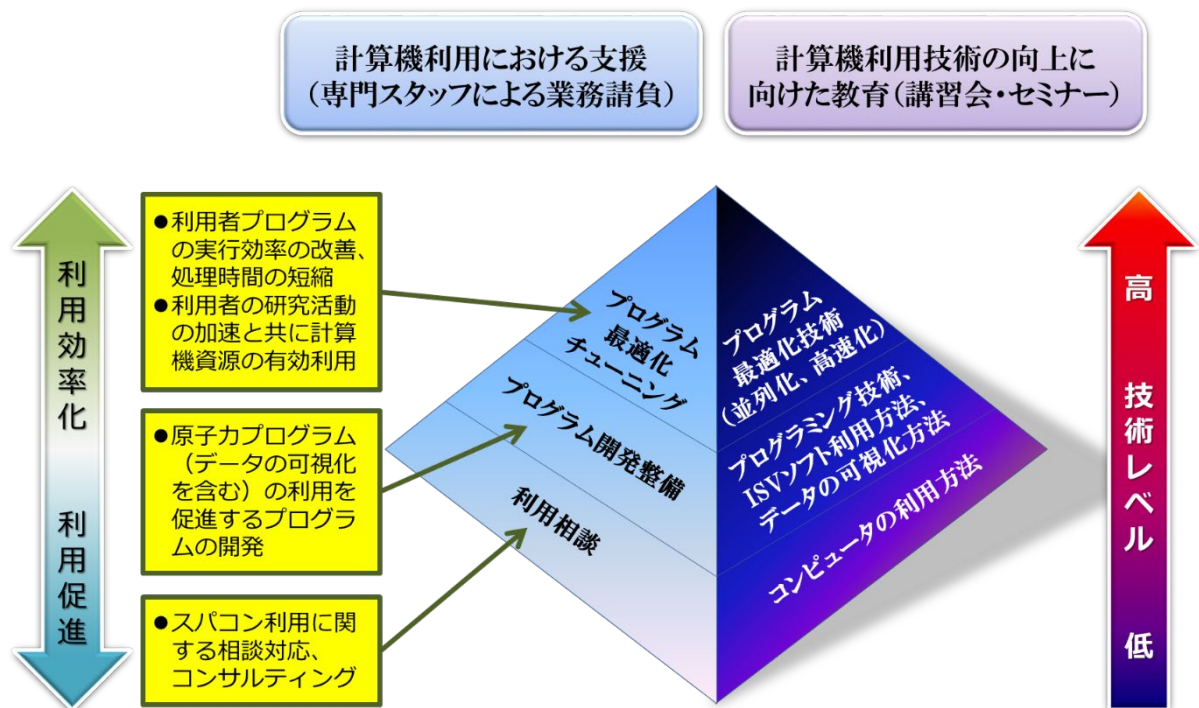 計算機利用における支援
(専門スタッフによる業務請負)
計算機利用技術の向上に
向けた教育(講習会・セミナー)
利用効率化
利用促進
●利用者プログラム
の実行効率の改善、
処理時間の短縮
●利用者の研究活動
の加速と共に計算
機資源の有効利用
●原子力プログラム
(データの可視化
を含む)の利用を
促進するプログラ
ムの開発
●スパコン利用に関
する相談対応、
コンサルティング
プログラム
最適化
チューニング
プログラム開発整備
利用相談
プログラム
最適化技術
(並列化、高速化)
プログラミング技術、
ISVソフト利用方法、
データの可視化方法
コンピュータの利用方法
高
技術レベル
低